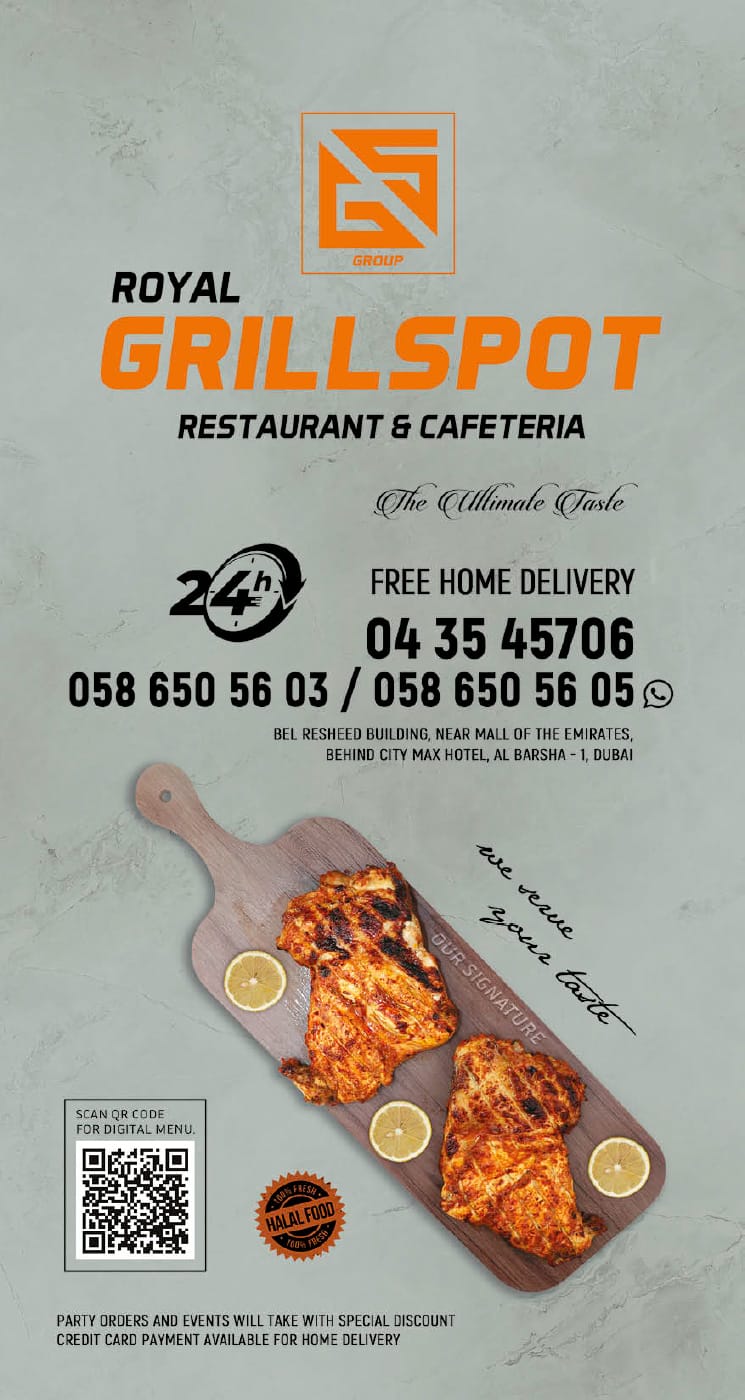 GS
GROUP
ROYAL
GRILLSPOT
RESTAURANT & CAFETERIA
The Ultimate Taste
24h
FREE HOME DELIVERY
04 35 45706
058 650 56 03 / 058 650 56 05
BEL RESHEED BUILDING, NEAR MALL OF THE EMIRATES,
BEHIND CITY MAX HOTEL, AL BARSHA - 1, DUBAI
we serve
your taste
OUR SIGNATURE
SCAN QR CODE
FOR DIGITAL MENU.
100% FRESH
HALAL FOOD
100% FRESH
PARTY ORDERS AND EVENTS WILL TAKE WITH SPECIAL DISCOUNT
CREDIT CARD PAYMENT AVAILABLE FOR HOME DELIVERY